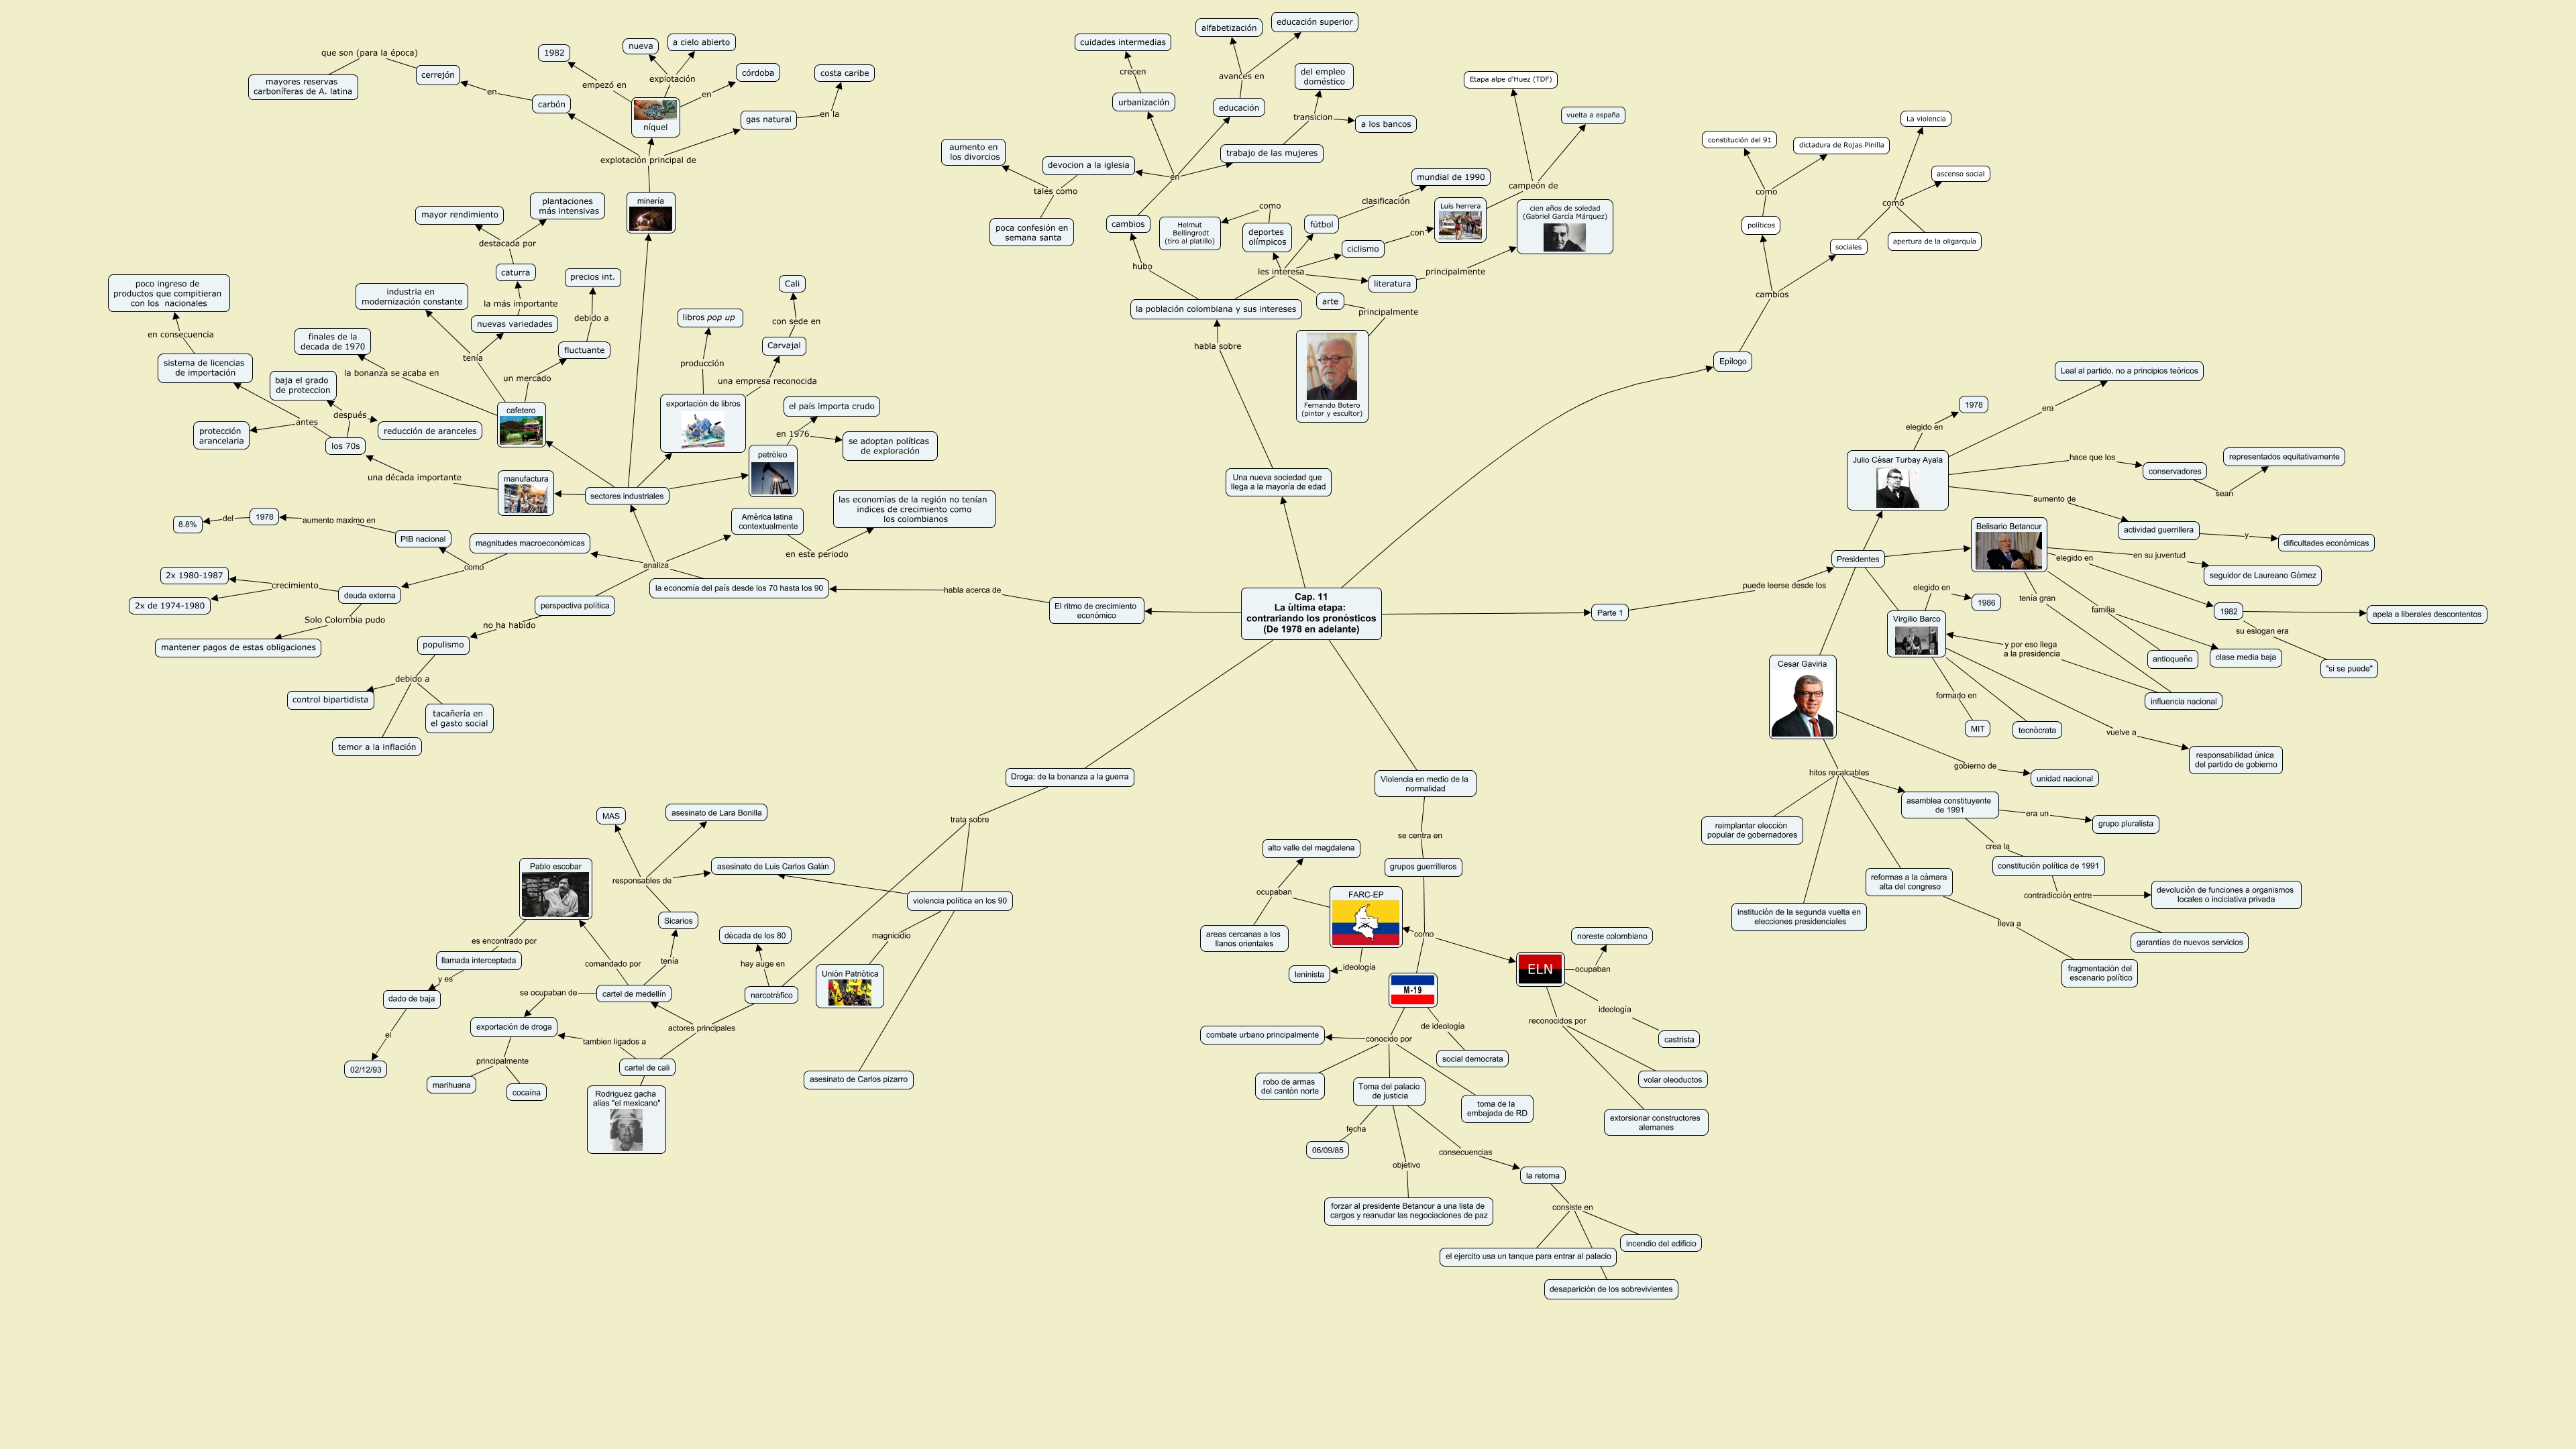 Cap. 11
La última etapa:
contrariando los pronósticos
(De 1978 en adelante)
El ritmo de crecimiento
económico
habla acerca de
la economía del país desde los 70 hasta los 90
analiza
sectores industriales
minería
explotación principal de
carbón
en
cerrejón
que son (para la época)
mayores reservas
carboníferas de A. latina
níquel
empezó en
1982
explotación
nueva
a cielo abierto
en
córdoba
gas natural
en la
costa caribe
cafetero
tenía
industria en
modernización constante
nuevas variedades
la más importante
caturra
destacada por
mayor rendimiento
plantaciones
más intensivas
un mercado
fluctuante
debido a
precios int.
la bonanza se acaba en
finales de la
decada de 1970
manufactura
una década importante
los 70s
antes
protección
arancelaria
sistema de licencias
de importación
en consecuencia
poco ingreso de
productos que compitieran
con los nacionales
después
baja el grado
de proteccion
reducción de aranceles
exportación de libros
producción
libros pop up
una empresa reconocida
Carvajal
con sede en
Cali
petróleo
en 1976
el país importa crudo
se adoptan políticas
de exploración
América latina
contextualmente
en este periodo
las economías de la región no tenían
indices de crecimiento como
los colombianos
magnitudes macroeconómicas
como
PIB nacional
aumento maximo en
1978
del
8.8%
deuda externa
crecimiento
2x 1980-1987
2x de 1974-1980
Solo Colombia pudo
mantener pagos de estas obligaciones
perspectiva política
no ha habido
populismo
debido a
control bipartidista
temor a la inflación
tacañería en
el gasto social
Una nueva sociedad que
llega a la mayoría de edad
habla sobre
la población colombiana y sus intereses
hubo
cambios
en
urbanización
crecen
cuidades intermedias
educación
avances en
alfabetización
educación superior
trabajo de las mujeres
transicion
del empleo
doméstico
a los bancos
devocion a la iglesia
tales como
aumento en
los divorcios
poca confesión en
semana santa
les interesa
deportes
olímpicos
como
Helmut
Bellingrodt
(tiro al platillo)
fútbol
clasificación
mundial de 1990
ciclismo
con
Luis herrera
campeón de
Etapa alpe d'Huez (TDF)
vuelta a españa
literatura
principalmente
cien años de soledad
(Gabriel García Márquez)
arte
principalmente
Fernando Botero
(pintor y escultor)
Epílogo
cambios
políticos
como
constitución del 91
dictadura de Rojas Pinilla
sociales
como
La violencia
ascenso social
apertura de la oligarquía
Parte 1
puede leerse desde los
Presidentes
Julio César Turbay Ayala
elegido en
1978
era
Leal al partido, no a principios teòricos
hace que los
conservadores
sean
representados equitativamente
aumento de
actividad guerrillera
y
dificultades econòmicas
Belisario Betancur
en su juventud
seguidor de Laureano Gòmez
elegido en
1982
apela a liberales descontentos
su eslogan era
"si se puede"
familia
antioqueño
clase media baja
tenía gran
influencia nacional
y por eso llega
a la presidencia
Virgilio Barco
elegido en
1986
formado en
MIT
tecnòcrata
vuelve a
responsabilidad ùnica
del partido de gobierno
Cesar Gaviria
gobierno de
unidad nacional
hitos recalcables
reimplantar elecciòn
popular de gobernadores
instituciòn de la segunda vuelta en
elecciones presidenciales
reformas a la càmara
alta del congreso
lleva a
fragmentaciòn del
escenario polìtico
asamblea constituyente
de 1991
era un
grupo pluralista
crea la
constituciòn polìtica de 1991
contradicciòn entre
devoluciòn de funciones a organismos
locales o iniciativa privada
garantìas de nuevos servicios
Droga: de la bonanza a la guerra
trata sobre
violencia política en los 90
asesinato de Luis Carlos Galán
magnicidio
Unión Patriótica
asesinato de Carlos pizarro
narcotráfico
hay auge en
década de los 80
actores principales
cartel de medellín
comandado por
Pablo escobar
es encontrado por
llamada interceptada
y es
dado de baja
el
02/12/93
tenía
Sicarios
responsables de
MAS
asesinato de Lara Bonilla
se ocupaban de
exportación de droga
principalmente
marihuana
cocaína
tambien ligados a
cartel de cali
Rodriguez gacha
alias "el mexicano"
Violencia en medio de la
normalidad
se centra en
grupos guerrilleros
como
FARC-EP
ocupaban
alto valle del magdalena
areas cercanas a los
llanos orientales
ideología
leninista
M-19
de ideología
social democrata
conocido por
combate urbano principalmente
robo de armas
del cantón norte
Toma del palacio
de justicia
fecha
06/09/85
objetivo
forzar al presidente Betancur a una lista de
cargos y reanudar las negociaciones de paz
consecuencias
la retoma
consiste en
el ejercito usa un tanque para entrar al palacio
desaparición de los sobrevivientes
incendio del edificio
toma de la
embajada de RD
ELN
ocupaban
noreste colombiano
ideología
castrista
reconocidos por
volar oleoductos
extorsionar constructores
alemanes